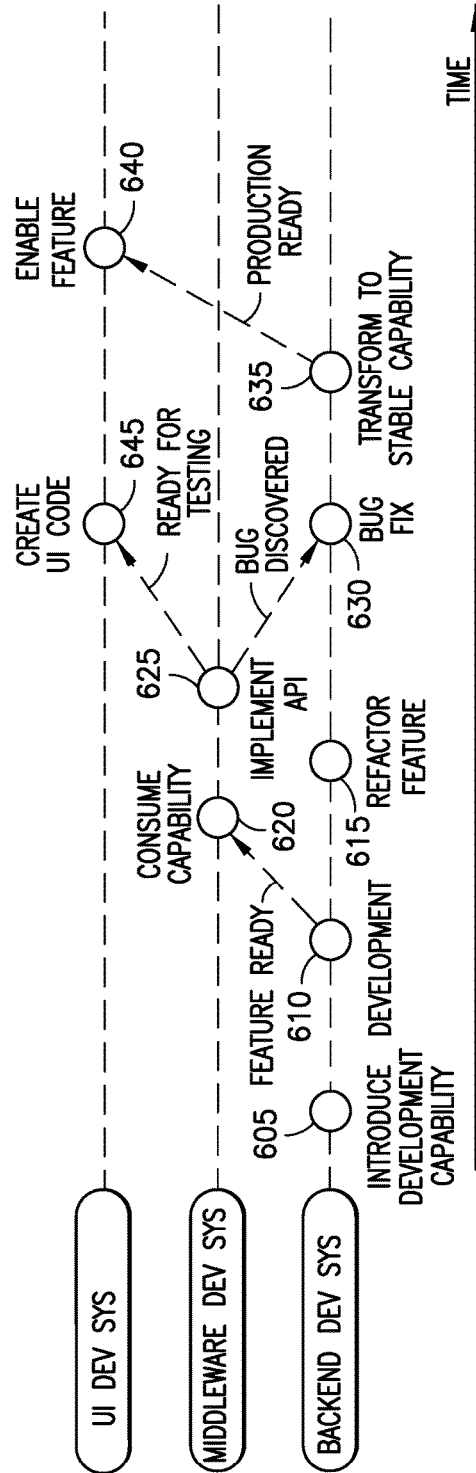 UI DEV SYS
MIDDLEWARE DEV SYS
BACKEND DEV SYS
CREATE
UI CODE
645
ENABLE
FEATURE
640
READY FOR
TESTING
CONSUME
CAPABILITY
620
625
IMPLEMENT
API
BUG
DISCOVERED
PRODUCTION
READY
FEATURE READY
605
INTRODUCE
DEVELOPMENT
CAPABILITY
610
DEVELOPMENT
615
REFACTOR
FEATURE
630
BUG
FIX
635
TRANSFORM TO
STABLE CAPABILITY
TIME